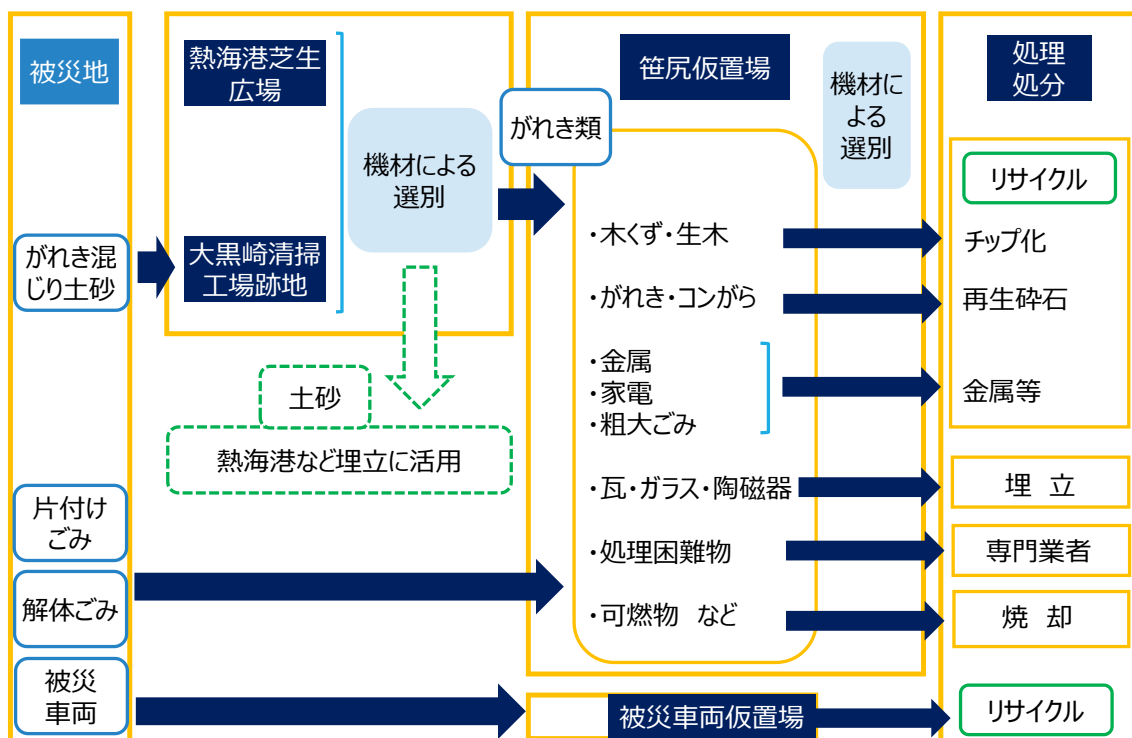 被災地
がれき混
じり土砂
片付け
ごみ
解体ごみ
被災
車両
熱海港芝生
広場
大黒崎清掃
工場跡地
機材による
選別
土砂
熱海港など埋立に活用
がれき類
笹尻仮置場
機材に
よる
選別
・木くず・生木
・がれき・コンがら
・金属
・家電
・粗大ごみ
・瓦・ガラス・陶磁器
・処理困難物
・可燃物 など
被災車両仮置場
処理
処分
リサイクル
チップ化
再生砕石
金属等
埋 立
専門業者
焼 却
リサイクル